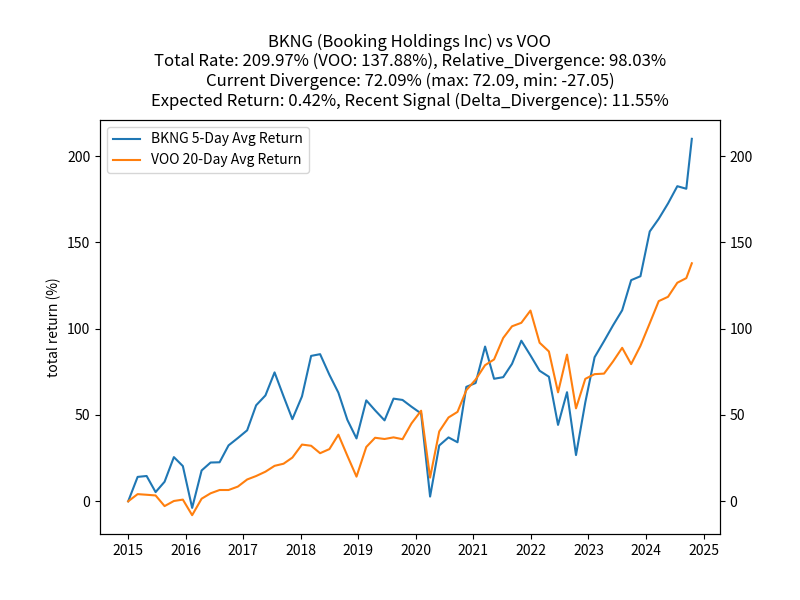 BKNG (Booking Holdings Inc) vs VOO
Total Rate: 209.97% (VOO: 137.88%), Relative_Divergence: 98.03%
Current Divergence: 72.09% (max: 72.09, min: -27.05)
Expected Return: 0.42%, Recent Signal (Delta_Divergence): 11.55%
BKNG 5-Day Avg Return
VOO 20-Day Avg Return
total return (%)
200 200
150 150
100 100
50 50
0 0
2015 2016 2017 2018 2019 2020 2021 2022 2023 2024 2025